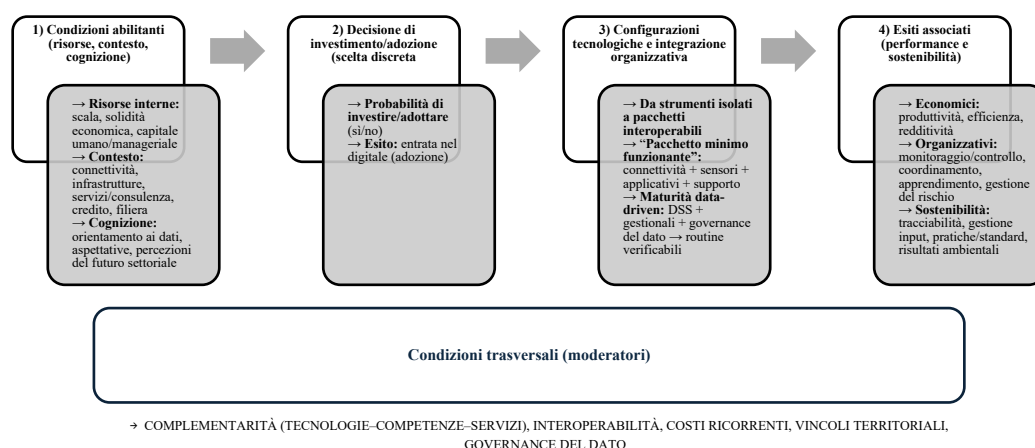 1) Condizioni abilitanti
(risorse, contesto,
cognizione)
→ Risorse interne:
scala, solidità
economica, capitale
umano/manageriale
→ Contesto:
connettività,
infrastrutture,
servizi/consulenza,
credito, filiera
→ Cognizione:
orientamento ai dati,
aspettative, percezioni
del futuro settoriale
2) Decisione di
investimento/adozione
(scelta discreta
→ Probabilità di
investire/adottare
(sì/no)
→ Esito: entrata nel
digitale (adozione)
3) Configurazioni
tecnologiche e integrazione
organizzativa
→ Da strumenti isolati
a pacchetti
interoperabili
→ “Pacchetto minimo
funzionante”:
connettività + sensori +
applicativi + supporto
→ Maturità data-
driven: DSS +
gestionali + governance
del dato → routine
verificabili
4) Esiti associati
(performance e
sostenibilità)
→ Economici:
produttività, efficienza,
redditività
→ Organizzativi:
monitoraggio/controllo,
coordinamento,
apprendimento, gestione
del rischio
→ Sostenibilità:
tracciabilità, gestione
input, pratiche/standard,
risultati ambientali
Condizioni trasversali (moderatori)
→ COMPLEMENTARITÀ (TECNOLOGIE–COMPETENZE–SERVIZI), INTEROPERABILITÀ, COSTI RICORRENTI, VINCOLI TERRITORIALI,
GOVERNANCE DEL DATO